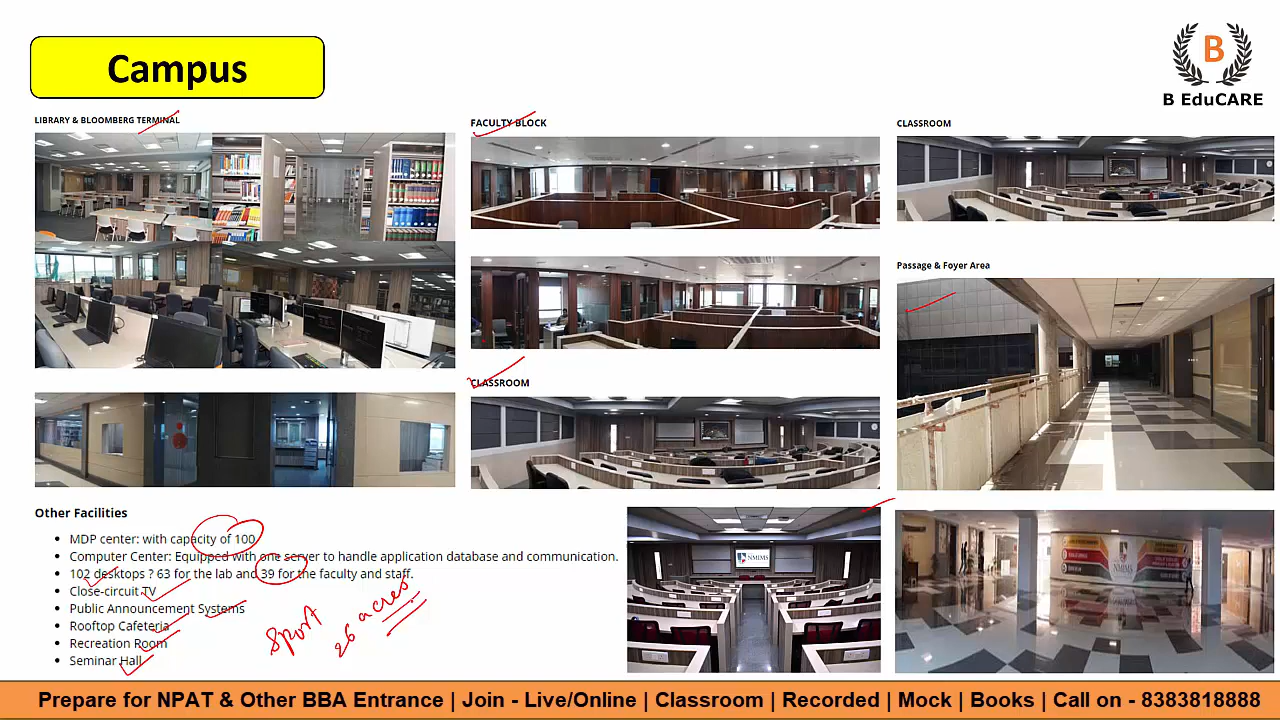 Campus
B
B EduCARE
LIBRARY & BLOOMBERG TERMINAL
FACULTY BLOCK
CLASSROOM
Passage & Foyer Area
CLASSROOM
NMIMS
NMIMS
Other Facilities
• MDP center: with capacity of 100
• Computer Center: Equipped with one server to handle application database and communication.
• 102 desktops ? 63 for the lab and 39 for the faculty and staff.
• Close-circuit TV
• Public Announcement Systems
• Rooftop Cafeteria
• Recreation Room
• Seminar Hall
Sport
26 acres
Prepare for NPAT & Other BBA Entrance | Join - Live/Online | Classroom | Recorded | Mock | Books | Call on - 8383818888